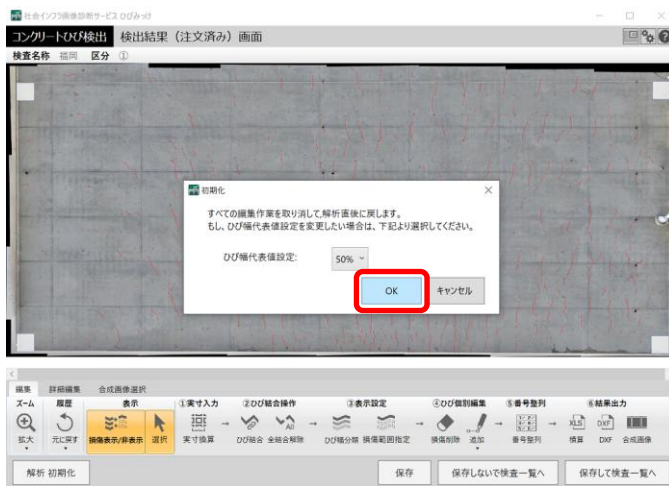 社会インフラ画像診断サービス ひびみっけ
コンクリートひび検出 検出結果（注文済み）画面
検査名称 福岡 区分 ①
初期化
すべての編集作業を取り消して,解析直後に戻します。
もし、ひび幅代表値設定を変更したい場合は、下記より選択してください。
ひび幅代表値設定: 50%
OK キャンセル
編集 詳細編集 合成画像選択
ズーム 履歴 表示 ①実寸入力 ②ひび結合操作 ③表示設定 ④ひび個別編集 ⑤番号整列 ⑥結果出力
All XLS DXF
拡大 元に戻す 損傷表示/非表示 選択 実寸換算 ひび結合 全結合解除 ひび幅分類 損傷範囲指定 損傷削除 追加 番号整列 積算 DXF 合成画像
解析 初期化 保存 保存しないで検査一覧へ 保存して検査一覧へ